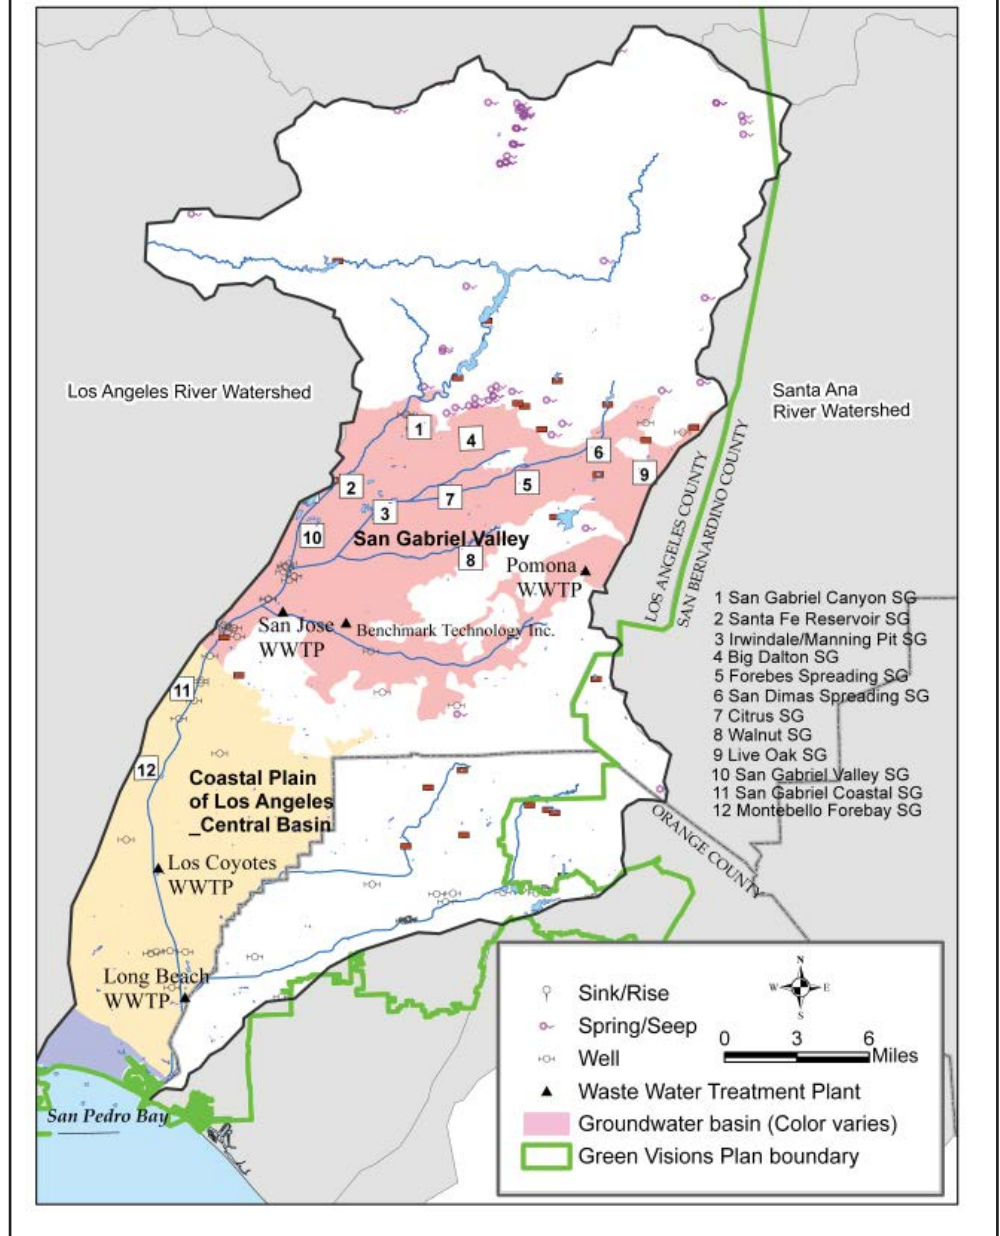 Los Angeles River Watershed
Santa Ana
River Watershed
1
4
6
9
2
7
5
3
10
San Gabriel Valley
8
LOS ANGELES COUNTY
SAN BERNARDINO COUNTY
Pomona
WWTP
San Jose
WWTP
Benchmark Technology Inc.
1 San Gabriel Canyon SG
2 Santa Fe Reservoir SG
3 Irwindale/Manning Pit SG
4 Big Dalton SG
5 Forebes Spreading SG
6 San Dimas Spreading SG
7 Citrus SG
8 Walnut SG
9 Live Oak SG
10 San Gabriel Valley SG
11 San Gabriel Coastal SG
12 Montebello Forebay SG
11
12
Coastal Plain
of Los Angeles
_Central Basin
ORANGE COUNTY
Los Coyotes
WWTP
Long Beach
WWTP
San Pedro Bay
Sink/Rise
Spring/Seep
Well
Waste Water Treatment Plant
Groundwater basin (Color varies)
Green Visions Plan boundary
N
W E
S
0 3 6
Miles